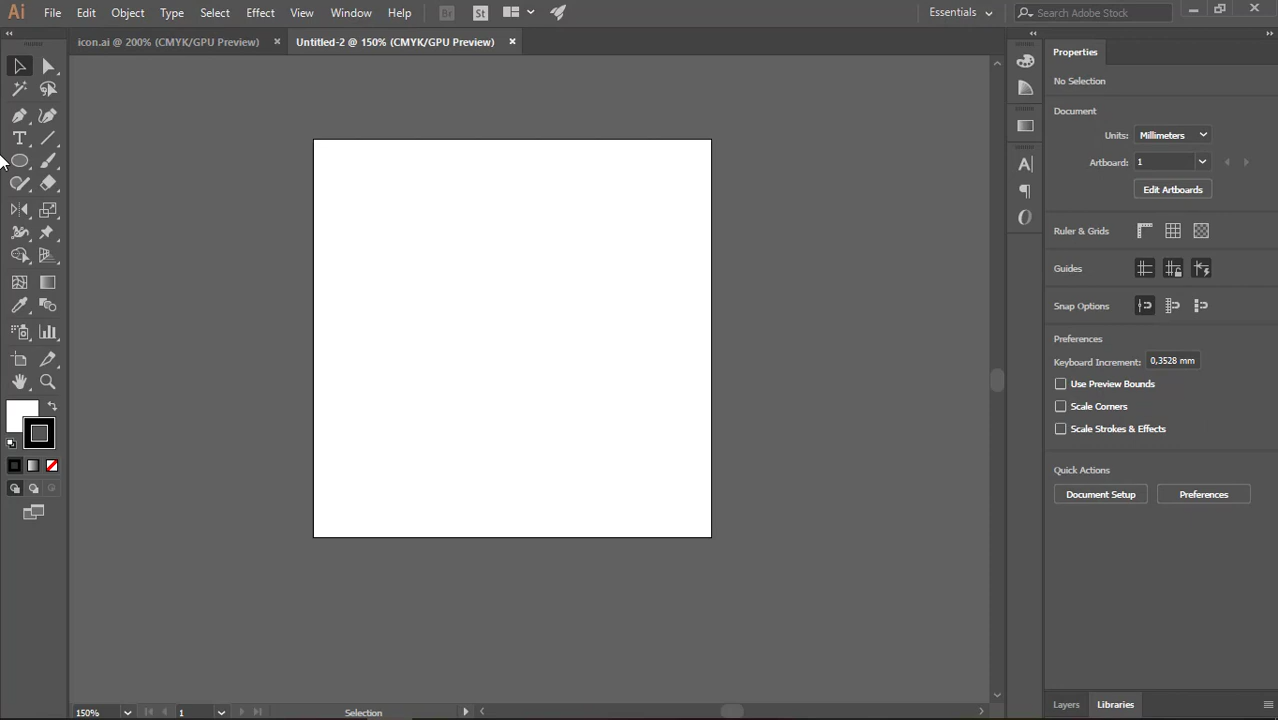 Ai File Edit Object Type Select Effect View Window Help Br St Essentials Search Adobe Stock
icon.ai @ 200% (CMYK/GPU Preview) × Untitled-2 @ 150% (CMYK/GPU Preview) ×
Properties
No Selection
Document
Units: Millimeters
Artboard: 1
Edit Artboards
Ruler & Grids
Guides
Snap Options
Preferences
Keyboard Increment: 0,3528 mm
Use Preview Bounds
Scale Corners
Scale Strokes & Effects
Quick Actions
Document Setup Preferences
Layers Libraries
150% 1 Selection